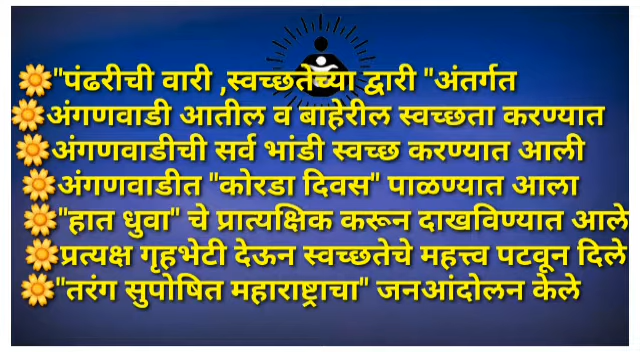 🌼"पंढरीची वारी ,स्वच्छतेच्या द्वारी "अंतर्गत
🌼अंगणवाडी आतील व बाहेरील स्वच्छता करण्यात
🌼अंगणवाडीची सर्व भांडी स्वच्छ करण्यात आली
🌼अंगणवाडीत "कोरडा दिवस" पाळण्यात आला
🌼"हात धुवा" चे प्रात्यक्षिक करून दाखविण्यात आले
🌼प्रत्यक्ष गृहभेटी देऊन स्वच्छतेचे महत्त्व पटवून दिले
🌼"तरंग सुपोषित महाराष्ट्राचा" जनआंदोलन केले